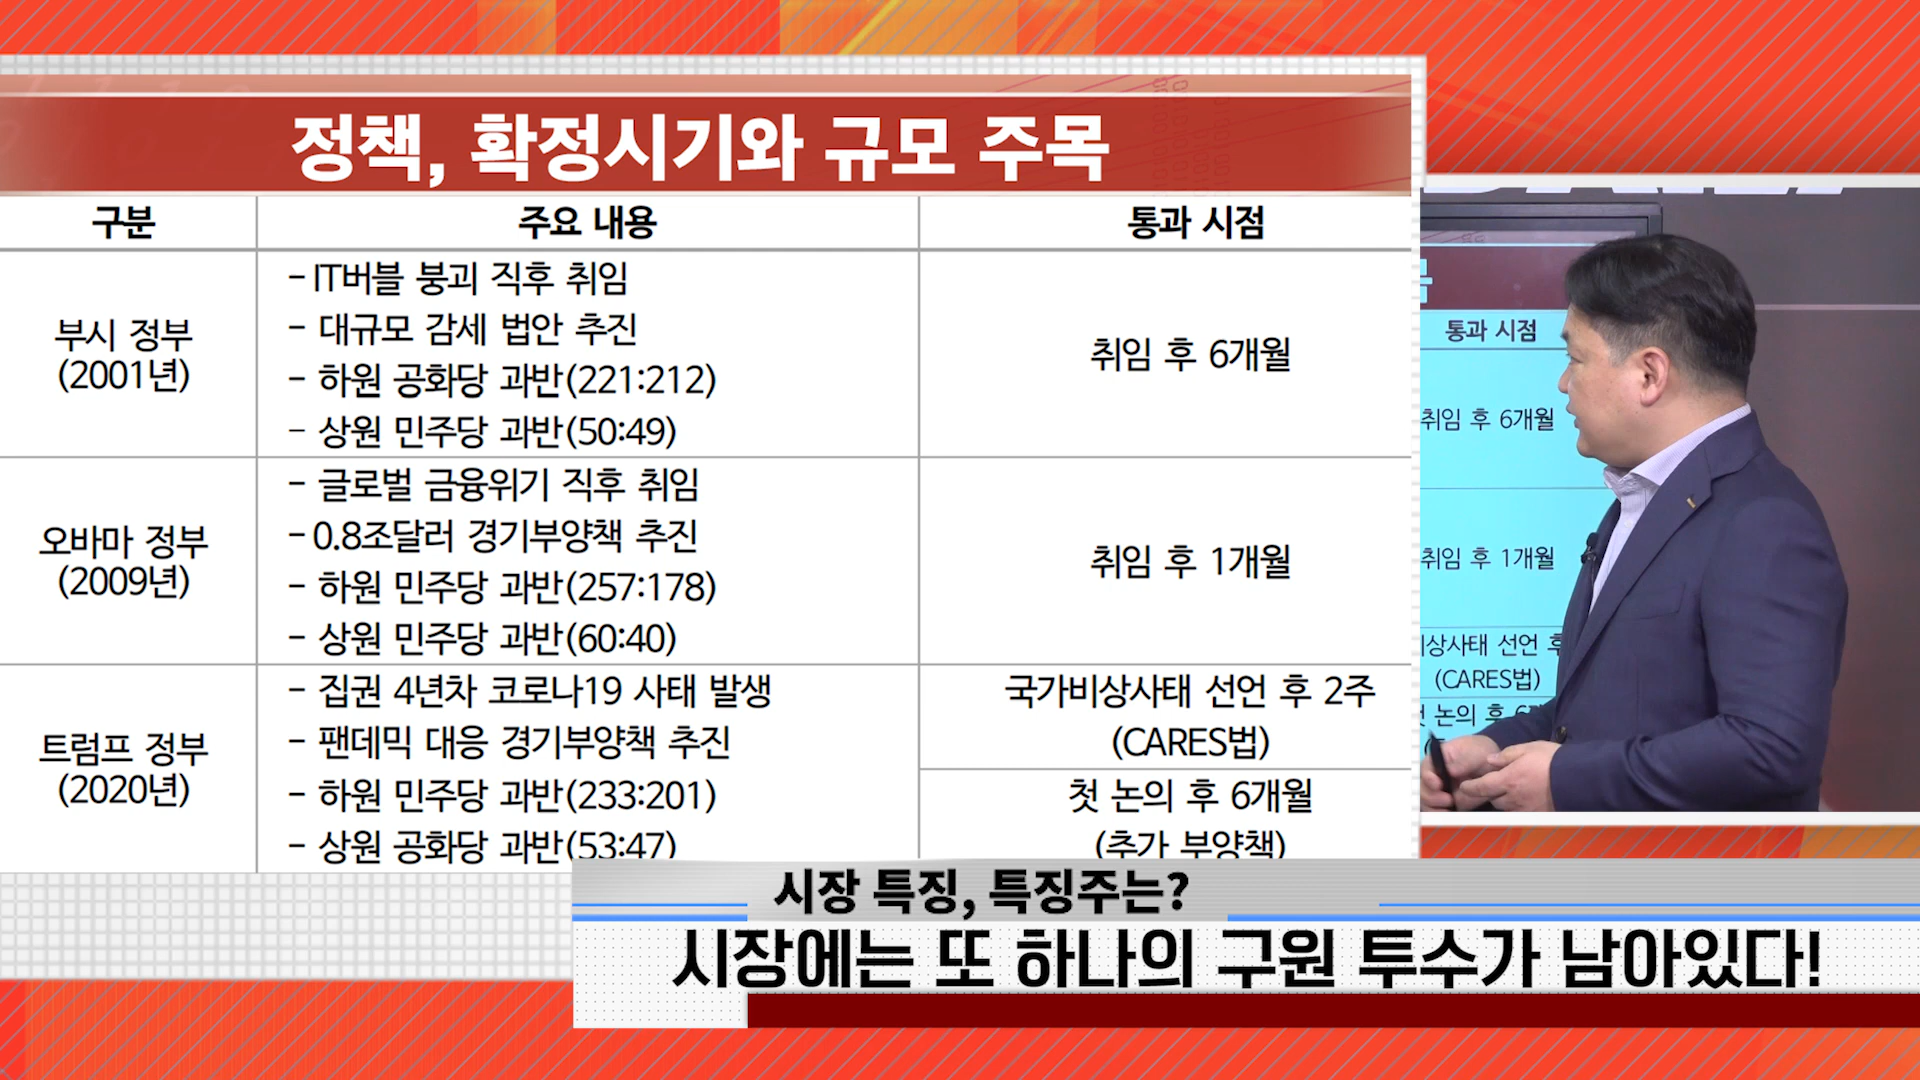 정책, 확정시기와 규모 주목
구분
주요 내용
통과 시점
부시 정부
(2001년)
- IT버블 붕괴 직후 취임
- 대규모 감세 법안 추진
- 하원 공화당 과반(221:212)
- 상원 민주당 과반(50:49)
취임 후 6개월
오바마 정부
(2009년)
- 글로벌 금융위기 직후 취임
- 0.8조달러 경기부양책 추진
- 하원 민주당 과반(257:178)
- 상원 민주당 과반(60:40)
취임 후 1개월
트럼프 정부
(2020년)
- 집권 4년차 코로나19 사태 발생
- 팬데믹 대응 경기부양책 추진
- 하원 민주당 과반(233:201)
- 상원 공화당 과반(53:47)
국가비상사태 선언 후 2주
(CARES법)
첫 논의 후 6개월
(추가 부양책)
통과 시점
취임 후 6개월
취임 후 1개월
비상사태 선언 후
(CARES법)
논의 후
시장 특징, 특징주는?
시장에는 또 하나의 구원 투수가 남아있다!